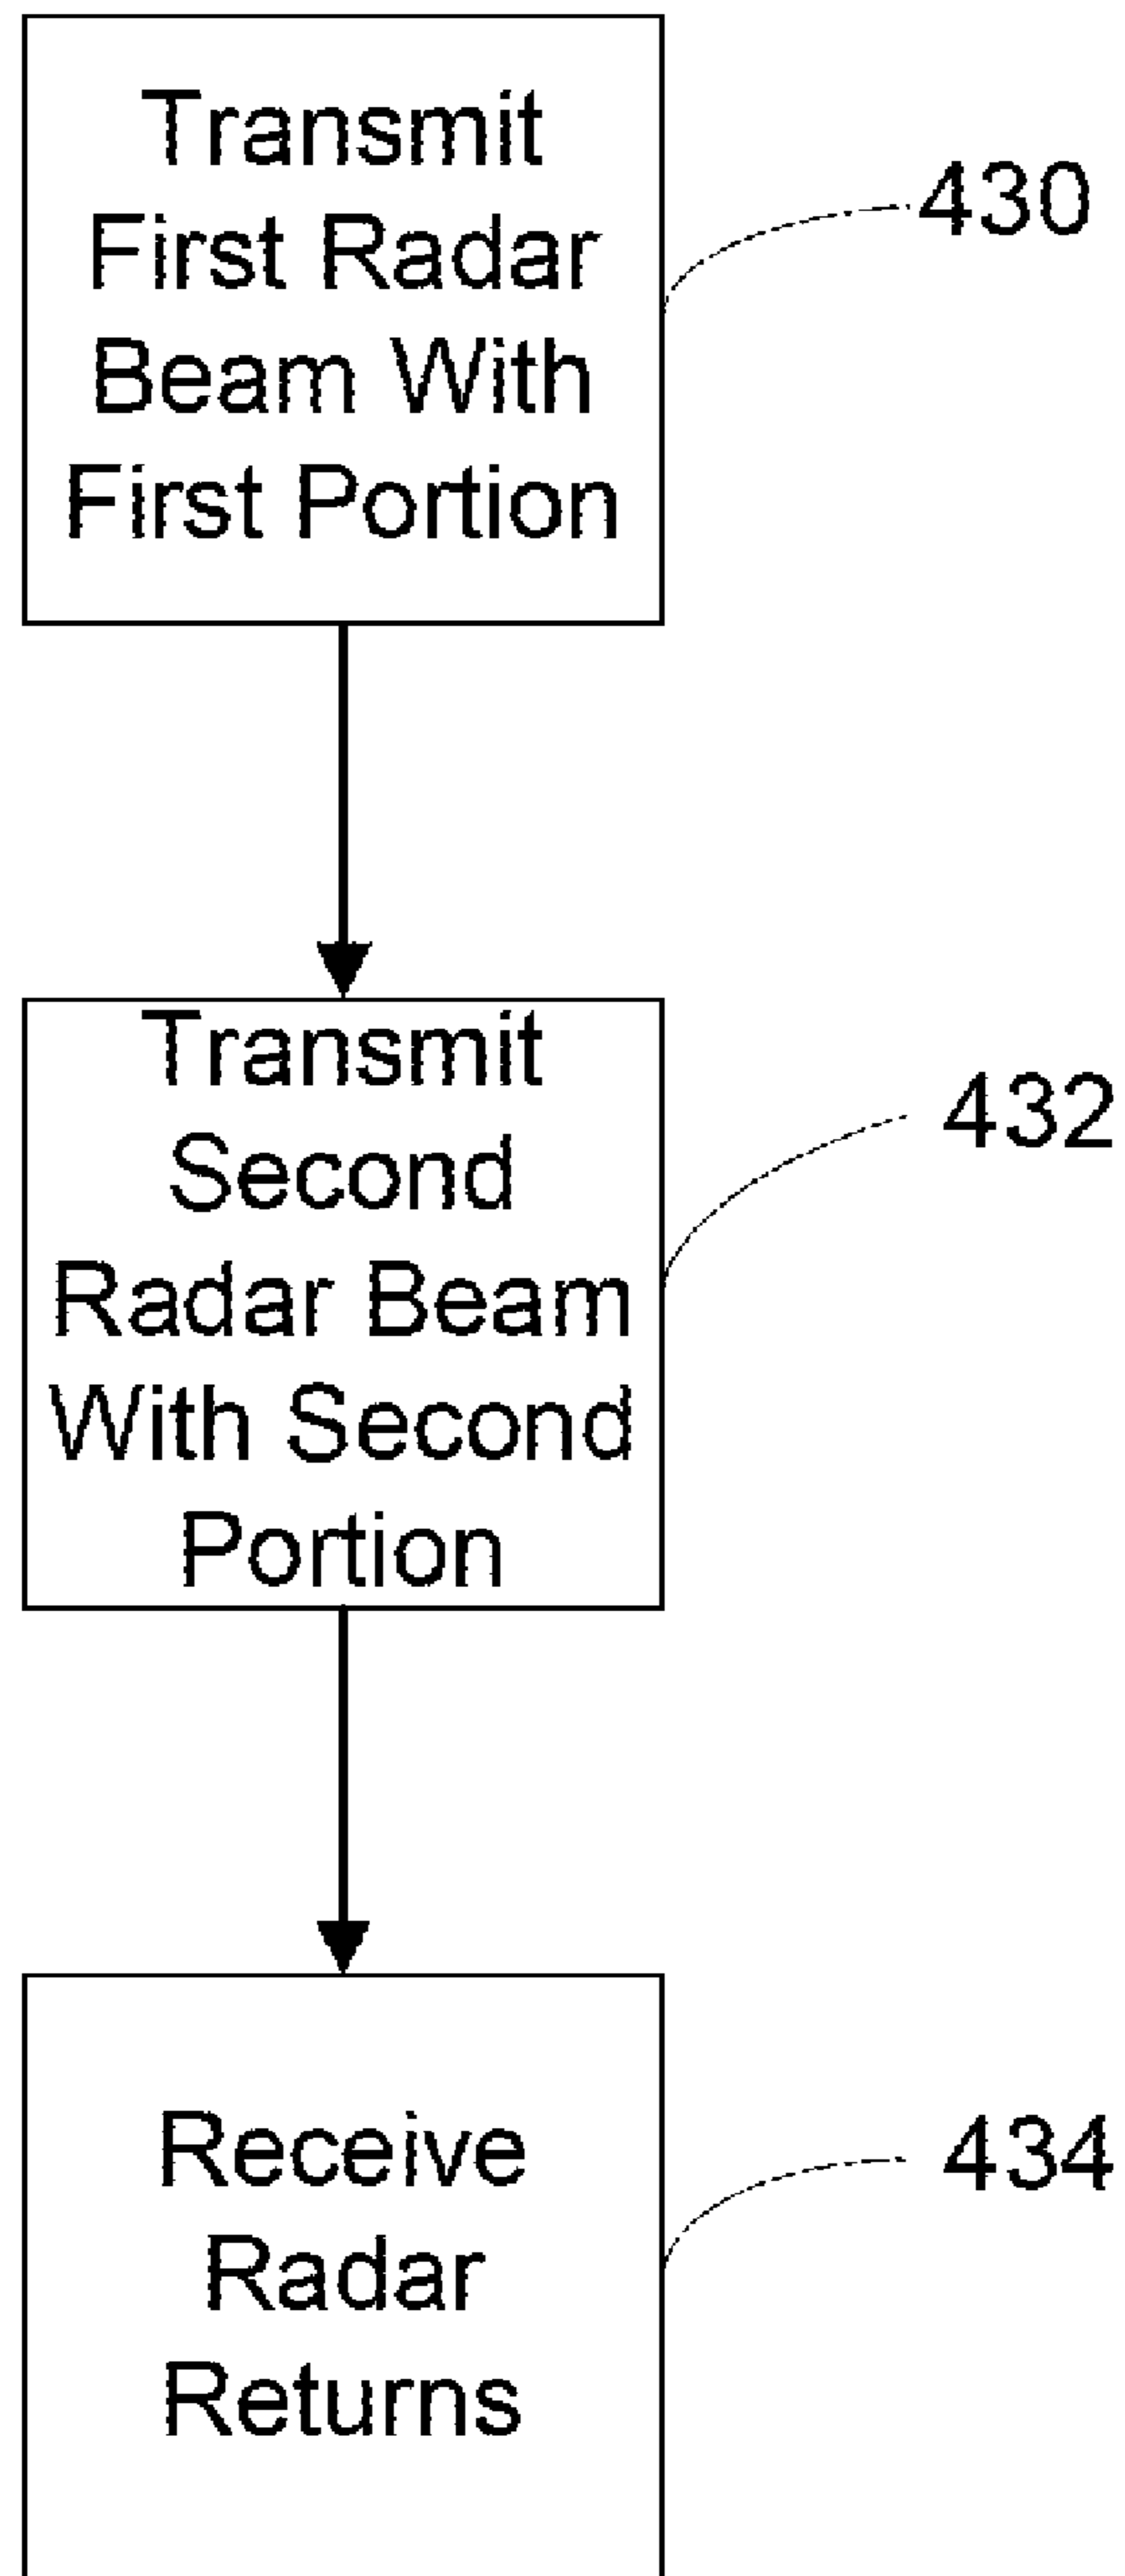 Transmit
First Radar
Beam With
First Portion
430
Transmit
Second
Radar Beam
With Second
Portion
432
Receive
Radar
Returns
434